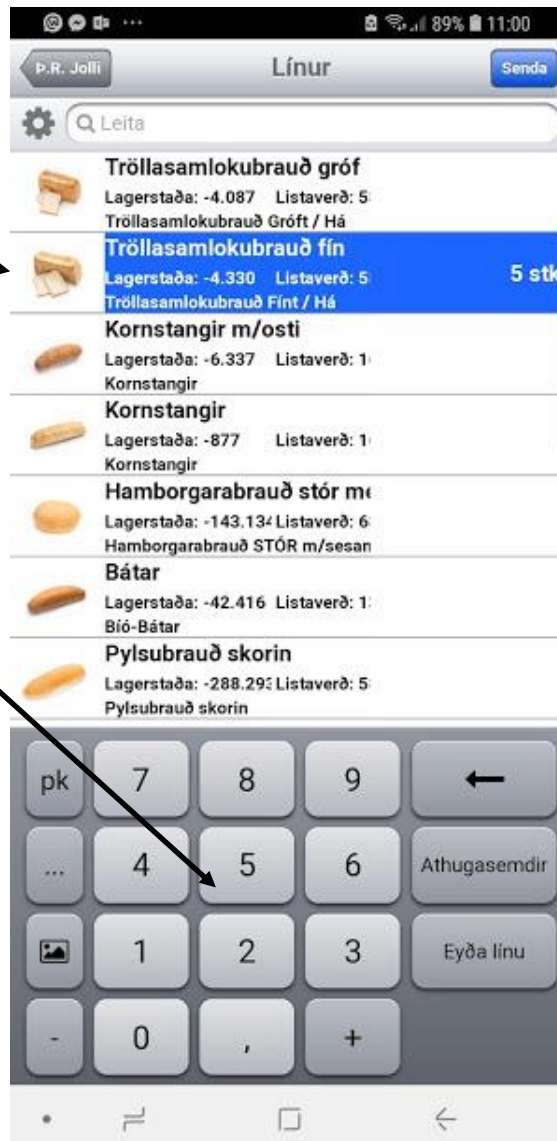 89% 11:00
Þ.R. Jolli Línur Senda
Leita
Tröllasamlokubrauð gróf
Lagerstaða: -4.087 Listaverð: 5
Tröllasamlokubrauð Gróft / Há
Tröllasamlokubrauð fín
Lagerstaða: -4.330 Listaverð: 5
5 stk
Tröllasamlokubrauð Fínt / Há
Kornstangir m/osti
Lagerstaða: -6.337 Listaverð: 1
Kornstangir
Kornstangir
Lagerstaða: -877 Listaverð: 1
Kornstangir
Hamborgarabrauð stór me
Lagerstaða: -143.134 Listaverð: 6
Hamborgarabrauð STÓR m/sesan
Bátar
Lagerstaða: -42.416 Listaverð: 1
Bíó-Bátar
Pylsubrauð skorin
Lagerstaða: -288.293 Listaverð: 5
Pylsubrauð skorin
pk 7 8 9
... 4 5 6 Athugasemdir
1 2 3 Eyða línu
- 0 , +